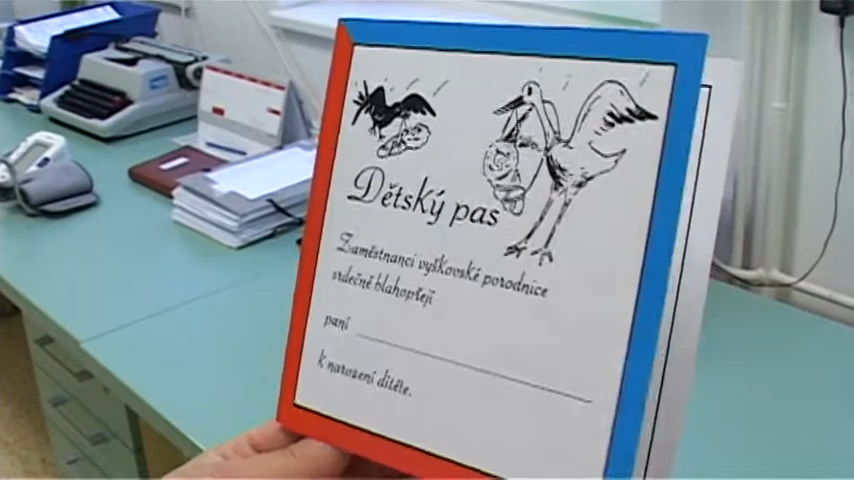 Dětský pas
Zaměstnanci vyškovské porodnice
srdečně blahopřejí
paní
k narození dítěte.